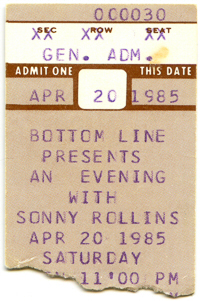 000030
SEC ROW SEAT
XX XX XX
GEN. ADM.
ADMIT ONE THIS DATE
APR 20 1985
BOTTOM LINE
PRESENTS
AN EVENING
WITH
SONNY ROLLINS
APR 20 1985
SATURDAY
11:00 PM